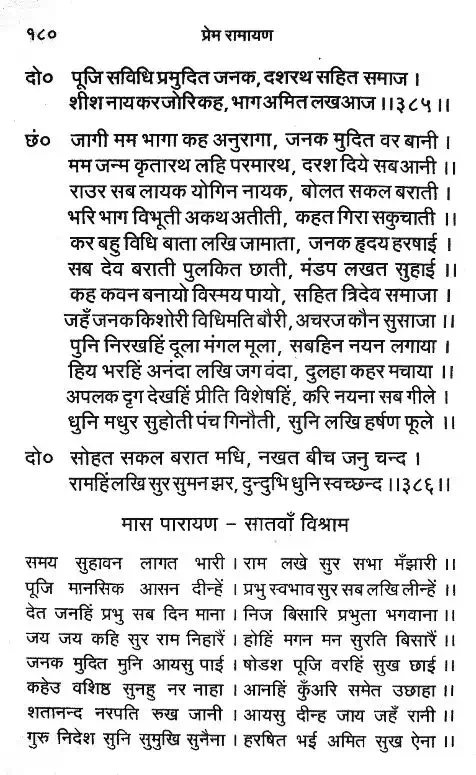 १८०
प्रेम रामायण
दो० पूजि सविधि प्रमुदित जनक, दशरथ सहित समाज ।
शीश नाय कर जोरि कह, भाग अमित लख आज ।।३८५।।
छं० जागी मम भागा कह अनुरागा, जनक मुदित वर बानी ।
मम जन्म कृतारथ लहि परमारथ, दरश दिये सब आनी ।।
राउर सब लायक योगिन नायक, बोलत सकल बराती ।
भरि भाग विभूती अकथ अतीती, कहत गिरा सकुचाती ।।
कर बहु विधि बाता लखि जामाता, जनक हृदय हरषाई ।
सब देव बराती पुलकित छाती, मंडप लखत सुहाई ।।
कह कवन बनायो विस्मय पायो, सहित त्रिदेव समाजा ।
जहँ जनक किशोरी विधिमति बौरी, अचरज कौन सुसाजा ।।
पुनि निरखहिं दूला मंगल मूला, सबहिन नयन लगाया ।
हिय भरहिं अनंदा लखि जग वंदा, दुलहा कहर मचाया ।।
अपलक दृग देखहिं प्रीति विशेषहिं, करि नयना सब गीले ।
धुनि मधुर सुहोती पंच गिनौती, सुनि लखि हर्षण फूले ।।
दो० सोहत सकल बरात मधि, नखत बीच जनु चन्द ।
रामहिं लखि सुर सुमन झर, दुन्दुभि धुनि स्वच्छन्द ।।३८६।।
मास पारायण – सातवाँ विश्राम
समय सुहावन लागत भारी । राम लखे सुर सभा मँझारी ।।
पूजि मानसिक आसन दीन्हें । प्रभु स्वभाव सुर सब लखि लीन्हें ।।
देत जनहिं प्रभु सब दिन माना । निज बिसारि प्रभुता भगवाना ।।
जय जय कहि सुर राम निहारैं । होहिं मगन मन सुरति बिसारैं ।।
जनक मुदित मुनि आयसु पाई । षोडश पूजि वरहिं सुख छाई ।।
कहेउ वशिष्ठ सुनहु नर नाहा । आनहिं कुँअरि समेत उछाहा ।।
शतानन्द नरपति रुख जानी । आयसु दीन्ह जाय जहँ रानी ।।
गुरु निदेश सुनि सुमुखि सुनैना । हरषित भई अमित सुख ऐना ।।